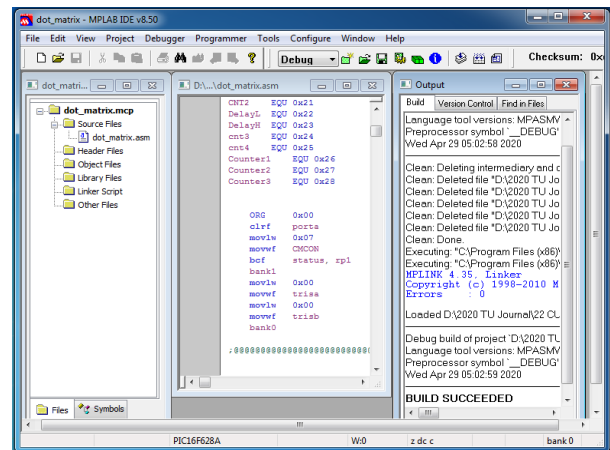 dot_matrix - MPLAB IDE v8.50
File Edit View Project Debugger Programmer Tools Configure Window Help
Debug
Checksum: 0x
dot_matri...
dot_matrix.mcp
Source Files
dot_matrix.asm
Header Files
Object Files
Library Files
Linker Script
Other Files
Files Symbols
D:\...\dot_matrix.asm
CNT2 EQU 0x21
DelayL EQU 0x22
DelayH EQU 0x23
cnt3 EQU 0x24
cnt4 EQU 0x25
Counter1 EQU 0x26
Counter2 EQU 0x27
Counter3 EQU 0x28
ORG 0x00
clrf porta
movlw 0x07
movwf CMCON
bcf status, rp1
bank1
movlw 0x00
movwf trisa
movlw 0x00
movwf trisb
bank0
;@@@@@@@@@@@@@@@@@@@@@@@@@@
Output
Build Version Control Find in Files
Language tool versions: MPASMV
Preprocessor symbol `__DEBUG'
Wed Apr 29 05:02:58 2020
Clean: Deleting intermediary and o
Clean: Deleted file "D:\2020 TU Jo
Clean: Deleted file "D:\2020 TU Jo
Clean: Deleted file "D:\2020 TU Jo
Clean: Deleted file "D:\2020 TU Jo
Clean: Done.
Executing: "C:\Program Files (x86)\
Executing: "C:\Program Files (x86)\
MPLINK 4.35, Linker
Copyright (c) 1998-2010 M
Errors : 0
Loaded D:\2020 TU Journal\22 CU
Debug build of project `D:\2020 TU
Language tool versions: MPASMV
Preprocessor symbol `__DEBUG'
Wed Apr 29 05:02:59 2020
BUILD SUCCEEDED
PIC16F628A W:0 z dc c bank 0